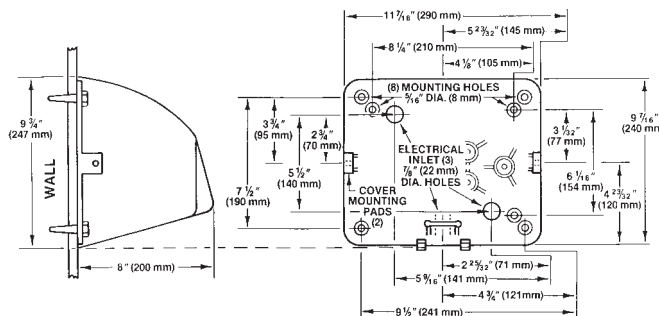 11 7/16" (290 mm)
5 23/32" (145 mm)
8 1/4" (210 mm)
4 1/8" (105 mm)
(8) MOUNTING HOLES
5/16" DIA. (8 mm)
9 3/4"
(247 mm)
WALL
8" (200 mm)
3 3/4"
(95 mm)
2 3/4"
(70 mm)
5 1/2"
(140 mm)
7 1/2"
(190 mm)
ELECTRICAL
INLET (3)
7/8" (22 mm)
DIA. HOLES
COVER
MOUNTING
PADS
(2)
3 1/32"
(77 mm)
9 7/16"
(240 mm)
6 1/16"
(154 mm)
4 23/32"
(120 mm)
2 25/32" (71 mm)
5 9/16" (141 mm)
4 3/4" (121mm)
9 1/2" (241 mm)